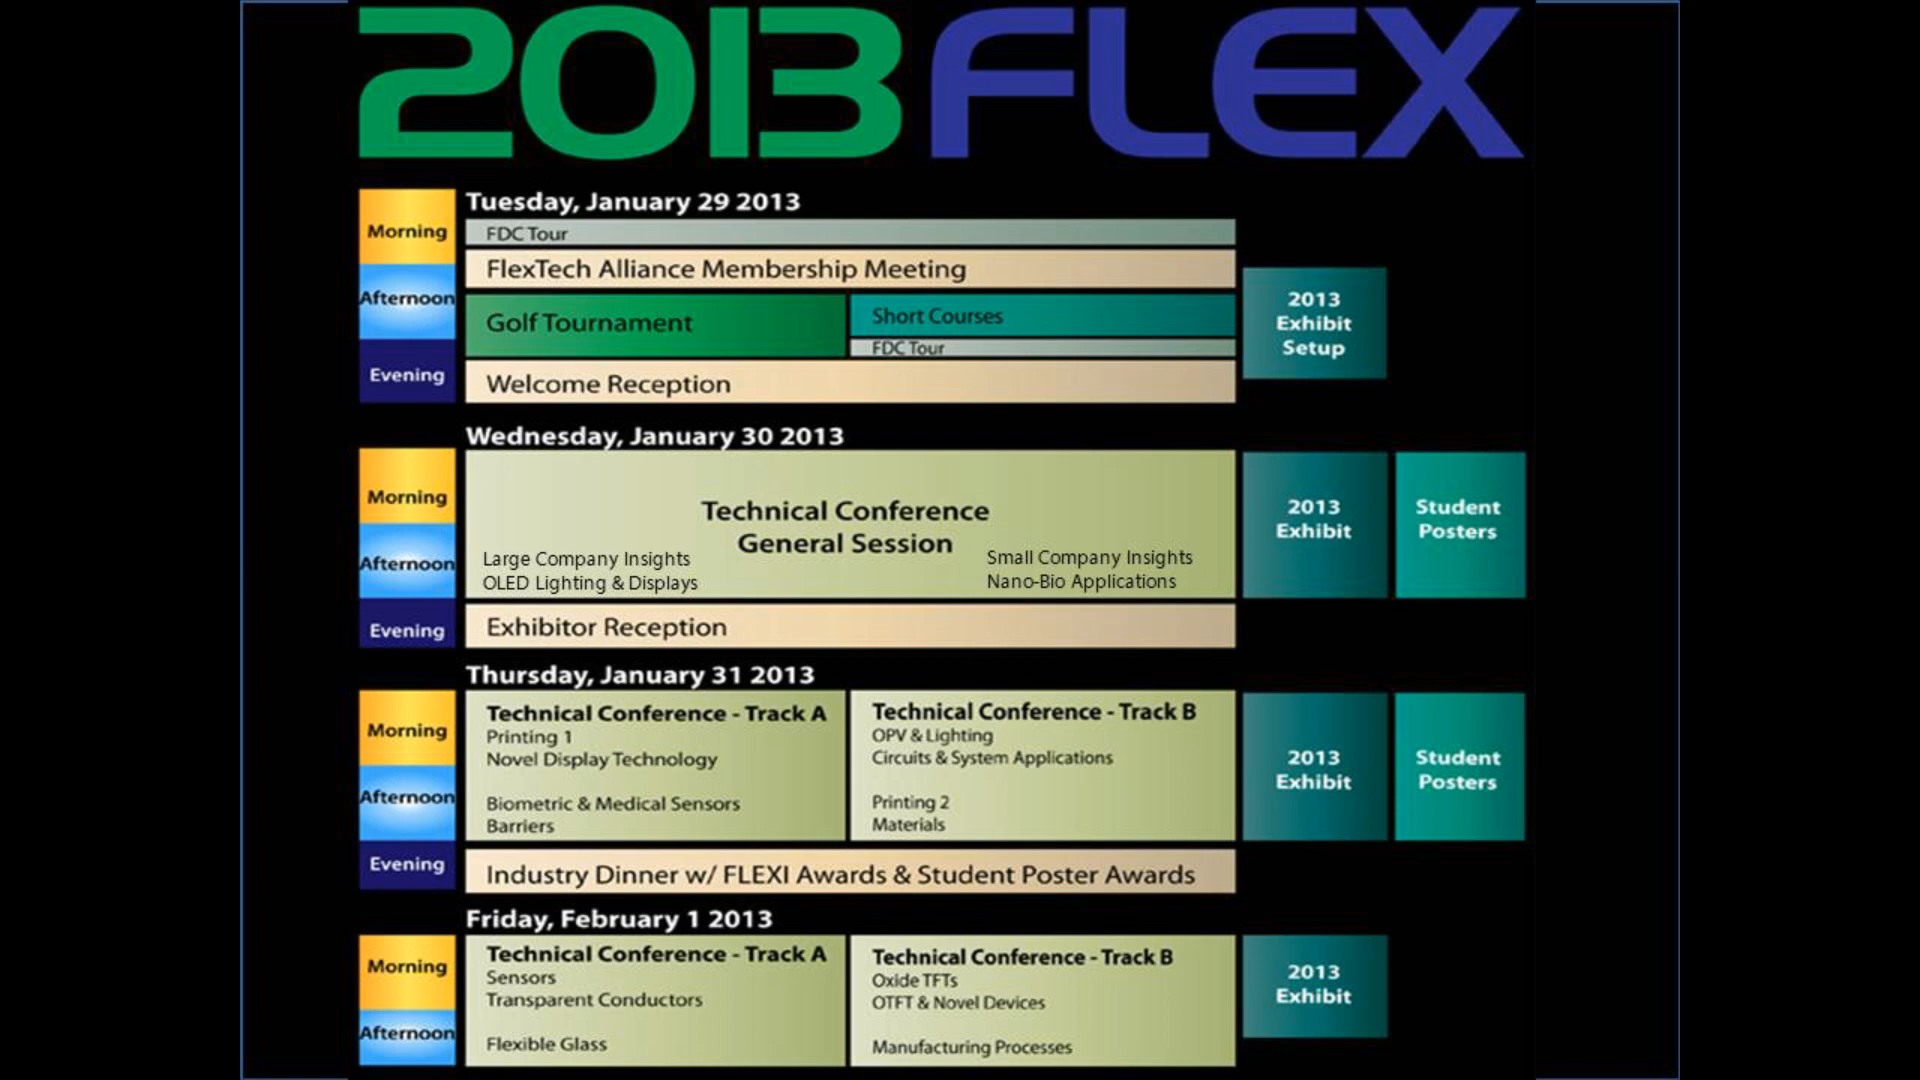 2013 FLEX
Tuesday, January 29 2013
Morning
FDC Tour
FlexTech Alliance Membership Meeting
Afternoon
Golf Tournament
Short Courses
FDC Tour
2013
Exhibit
Setup
Evening
Welcome Reception
Wednesday, January 30 2013
Morning
Afternoon
Technical Conference
General Session
Large Company Insights
OLED Lighting & Displays
Small Company Insights
Nano-Bio Applications
2013
Exhibit
Student
Posters
Evening
Exhibitor Reception
Thursday, January 31 2013
Morning
Afternoon
Technical Conference - Track A
Printing 1
Novel Display Technology
Biometric & Medical Sensors
Barriers
Technical Conference - Track B
OPV & Lighting
Circuits & System Applications
Printing 2
Materials
2013
Exhibit
Student
Posters
Evening
Industry Dinner w/ FLEXI Awards & Student Poster Awards
Friday, February 1 2013
Morning
Afternoon
Technical Conference - Track A
Sensors
Transparent Conductors
Flexible Glass
Technical Conference - Track B
Oxide TFTs
OTFT & Novel Devices
Manufacturing Processes
2013
Exhibit